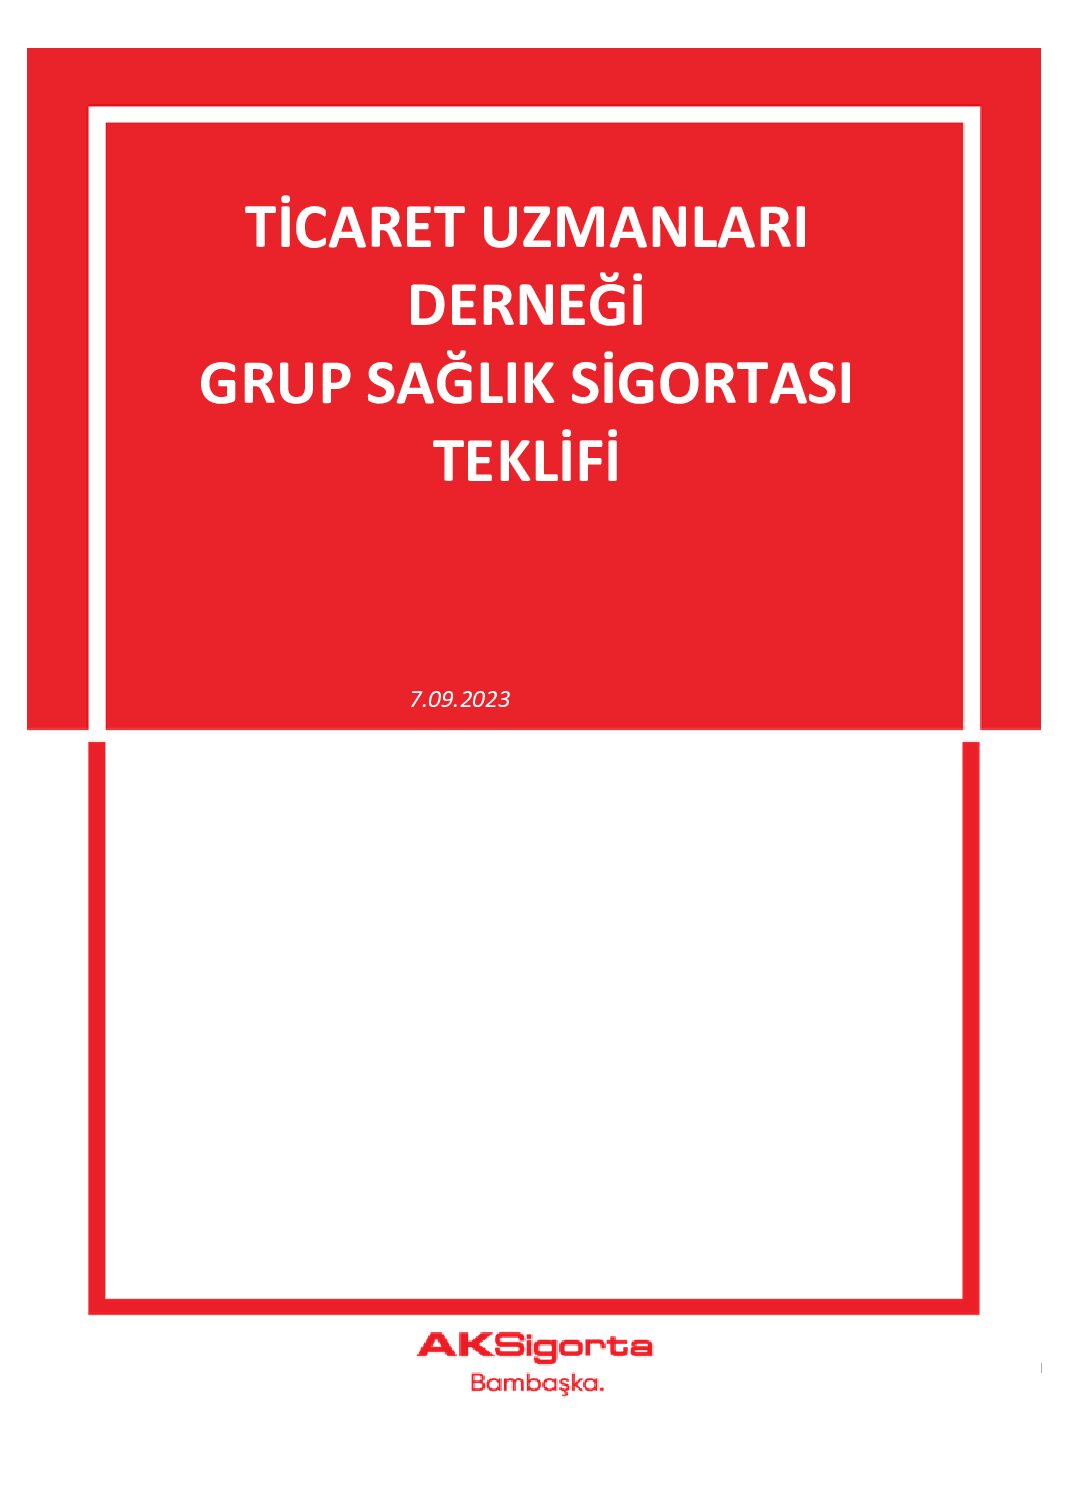 TİCARET UZMANLARI
DERNEĞİ
GRUP SAĞLIK SİGORTASI
TEKLİFİ
7.09.2023
AKSigorta
Bambaşka.